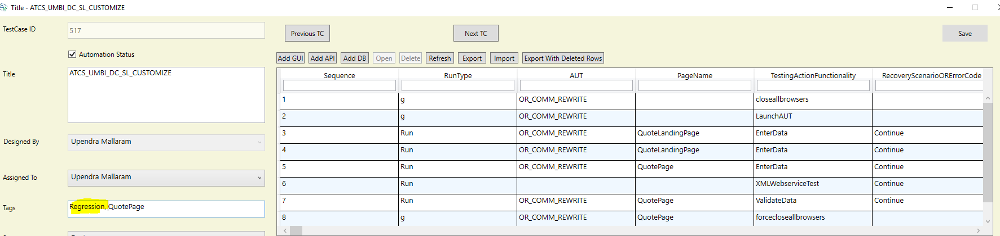 Title - ATCS_UMBI_DC_SL_CUSTOMIZE
TestCase ID
517
Automation Status
Title
ATCS_UMBI_DC_SL_CUSTOMIZE
Designed By
Upendra Mallaram
Assigned To
Upendra Mallaram
Tags
Regression, QuotePage
Previous TC Next TC Save
Add GUI Add API Add DB Open Delete Refresh Export Import Export With Deleted Rows
Sequence RunType AUT PageName TestingActionFunctionality RecoveryScenarioORErrorCode
1 g OR_COMM_REWRITE closeallbrowsers
2 g OR_COMM_REWRITE LaunchAUT
3 Run OR_COMM_REWRITE QuoteLandingPage EnterData Continue
4 Run OR_COMM_REWRITE QuoteLandingPage EnterData Continue
5 Run OR_COMM_REWRITE QuotePage EnterData Continue
6 Run XMLWebserviceTest Continue
7 Run OR_COMM_REWRITE QuotePage ValidateData Continue
8 g OR_COMM_REWRITE QuotePage forcecloseallbrowsers